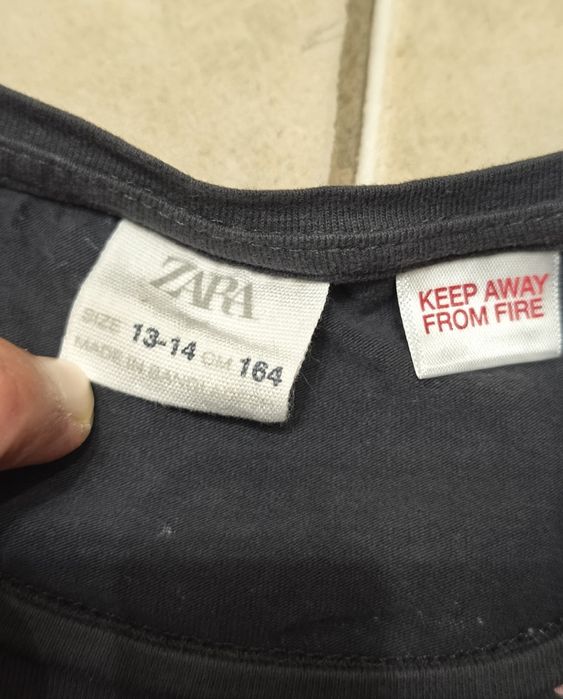 ZARA
SIZE 13-14 CM 164
MADE IN
KEEP AWAY
FROM FIRE